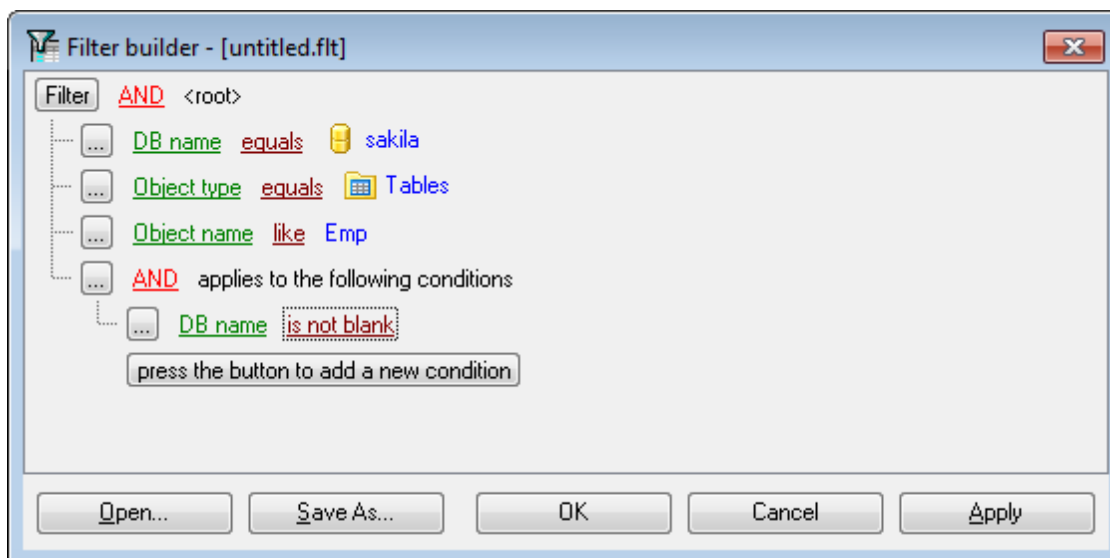 Filter builder - [untitled.flt]
Filter AND <root>
... DB name equals sakila
... Object type equals Tables
... Object name like Emp
... AND applies to the following conditions
... DB name is not blank
press the button to add a new condition
Open... Save As... OK Cancel Apply